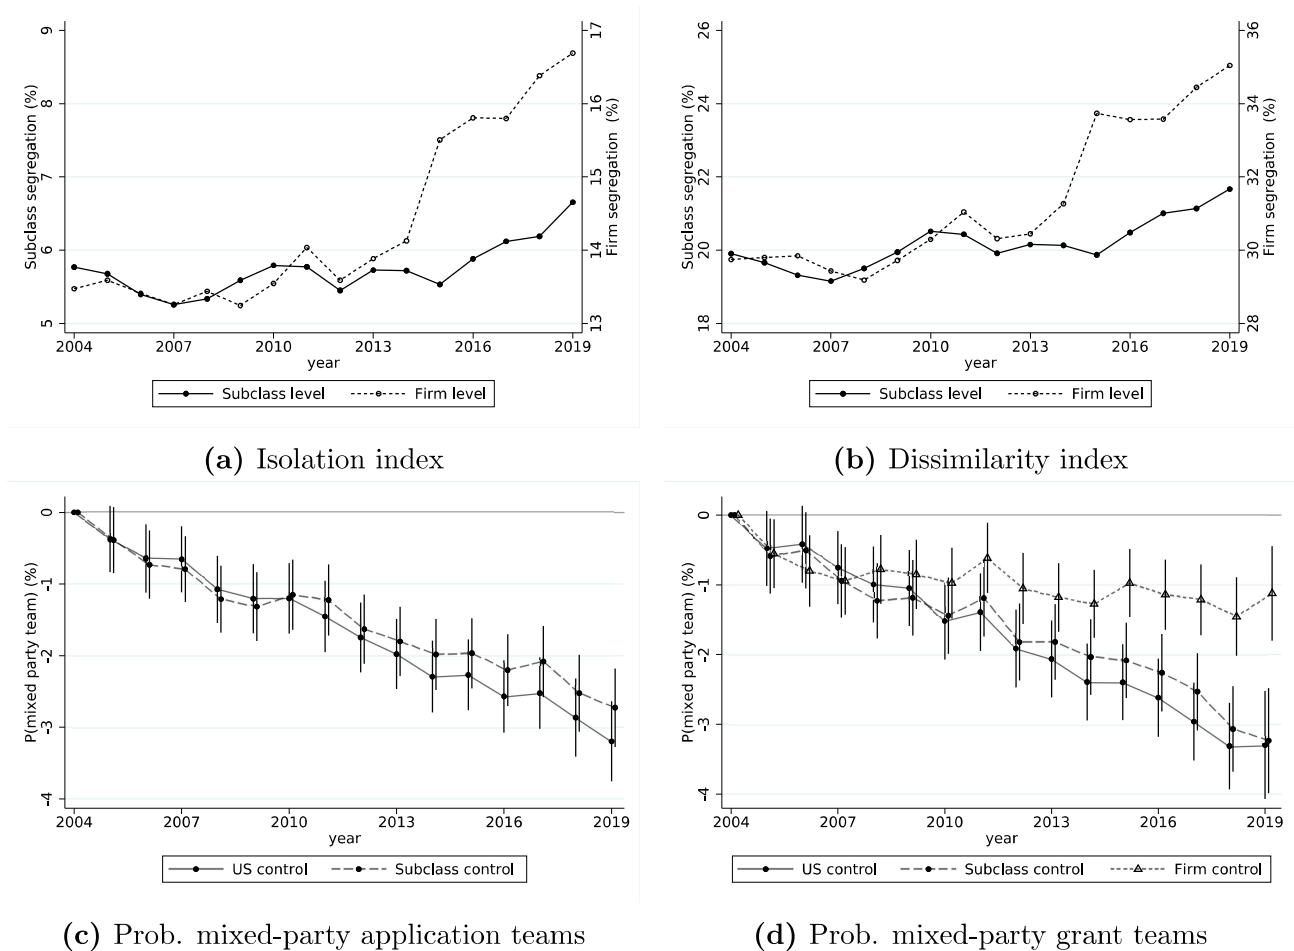 Subclass segregation (%)
9
8
7
6
5
Firm segregation (%)
17
16
15
14
13
2004 2007 2010 2013 2016 2019
year
Subclass level Firm level
(a) Isolation index
Subclass segregation (%)
26
24
22
20
18
Firm segregation (%)
36
34
32
30
28
2004 2007 2010 2013 2016 2019
year
Subclass level Firm level
(b) Dissimilarity index
P(mixed party team) (%)
0
-1
-2
-3
-4
2004 2007 2010 2013 2016 2019
year
US control Subclass control
(c) Prob. mixed-party application teams
P(mixed party team) (%)
0
-1
-2
-3
-4
2004 2007 2010 2013 2016 2019
year
US control Subclass control Firm control
(d) Prob. mixed-party grant teams